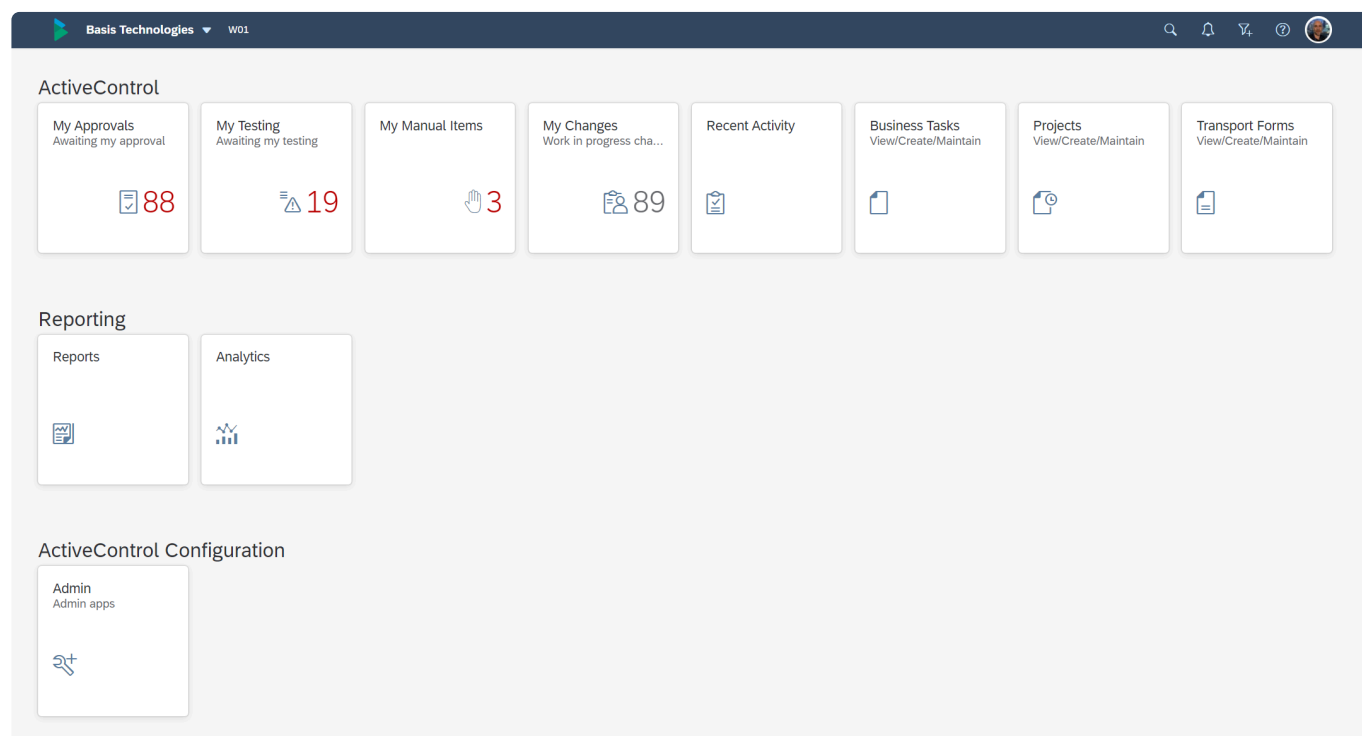 Basis Technologies
W01
ActiveControl
My Approvals
Awaiting my approval
88
My Testing
Awaiting my testing
19
My Manual Items
3
My Changes
Work in progress cha...
89
Recent Activity
Business Tasks
View/Create/Maintain
Projects
View/Create/Maintain
Transport Forms
View/Create/Maintain
Reporting
Reports
Analytics
ActiveControl Configuration
Admin
Admin apps